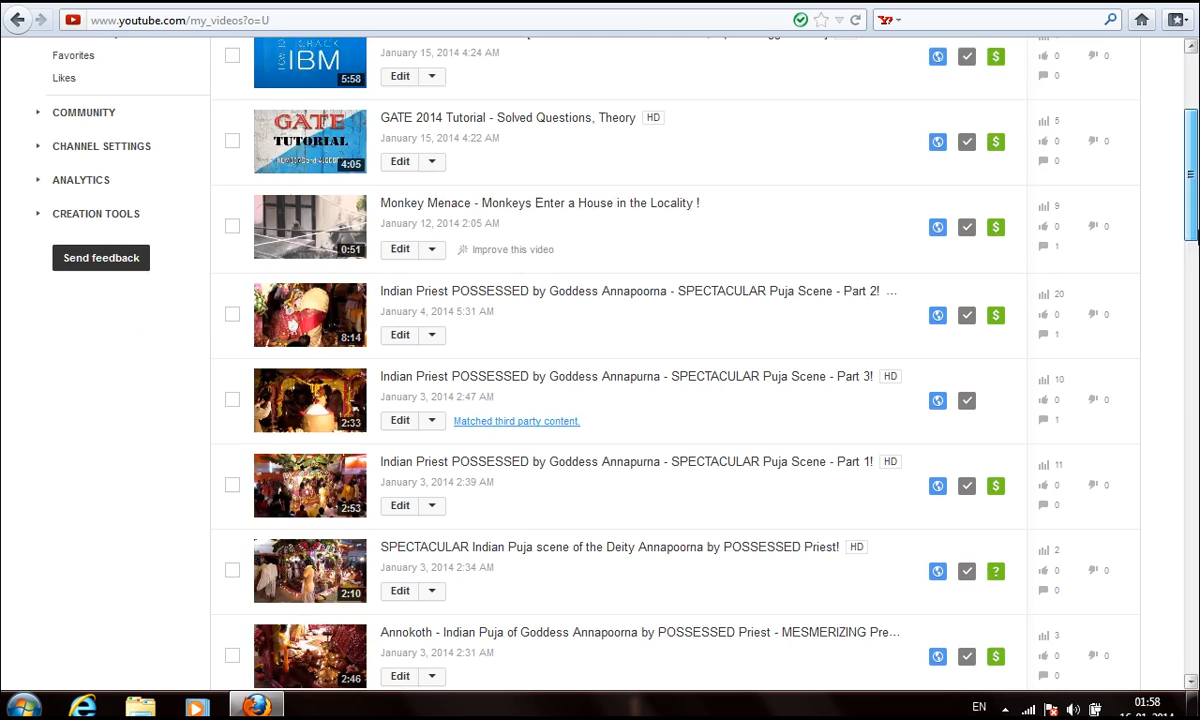 www.youtube.com/my_videos?o=U
Favorites
Likes
COMMUNITY
CHANNEL SETTINGS
ANALYTICS
CREATION TOOLS
Send feedback
IBM
5:58
January 15, 2014 4:24 AM
Edit
0 0
0
GATE
TUTORIAL
4:05
GATE 2014 Tutorial - Solved Questions, Theory HD
January 15, 2014 4:22 AM
Edit
$
5
0 0
0
0:51
Monkey Menace - Monkeys Enter a House in the Locality !
January 12, 2014 2:05 AM
Edit Improve this video
$
9
0 0
1
8:14
Indian Priest POSSESSED by Goddess Annapoorna - SPECTACULAR Puja Scene - Part 2! ...
January 4, 2014 5:31 AM
Edit
$
20
0 0
1
2:33
Indian Priest POSSESSED by Goddess Annapurna - SPECTACULAR Puja Scene - Part 3! HD
January 3, 2014 2:47 AM
Edit Matched third party content.
10
0 0
1
2:53
Indian Priest POSSESSED by Goddess Annapurna - SPECTACULAR Puja Scene - Part 1! HD
January 3, 2014 2:39 AM
Edit
$
11
0 0
0
2:10
SPECTACULAR Indian Puja scene of the Deity Annapoorna by POSSESSED Priest! HD
January 3, 2014 2:34 AM
Edit
?
2
0 0
0
2:46
Annokoth - Indian Puja of Goddess Annapoorna by POSSESSED Priest - MESMERIZING Pre...
January 3, 2014 2:31 AM
Edit
$
3
0 0
0
EN
01:58